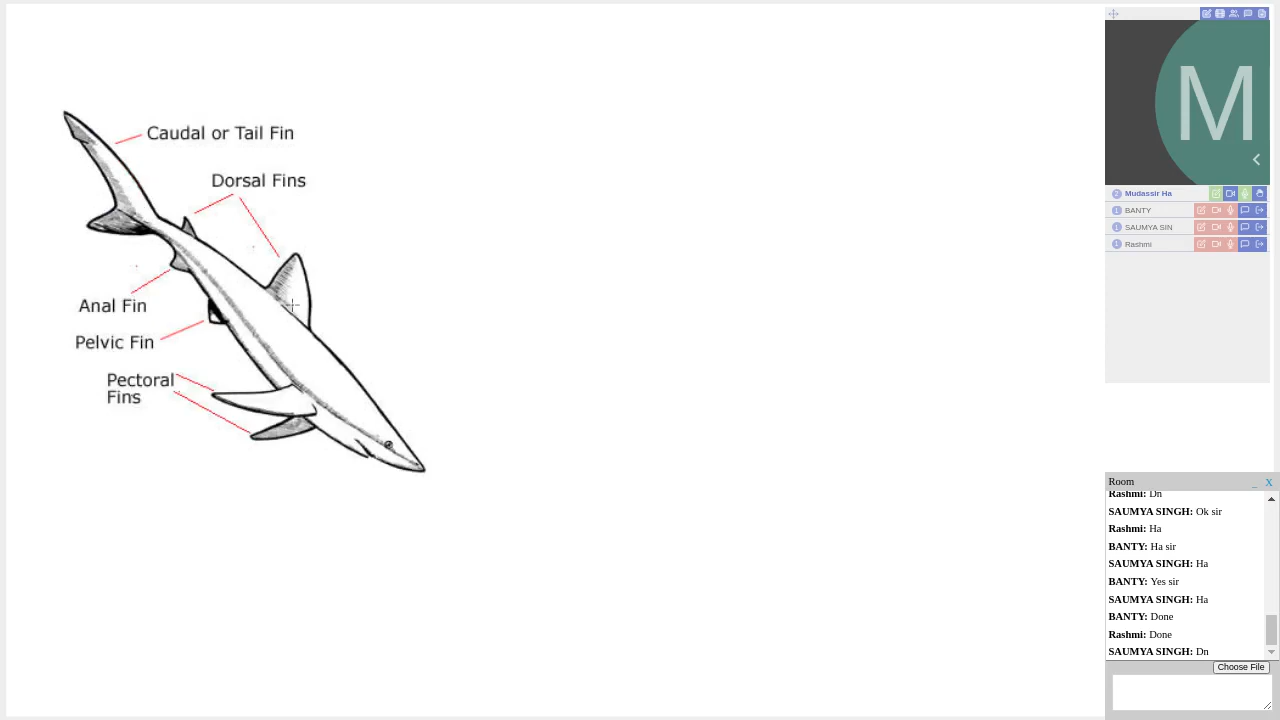 Caudal or Tail Fin
Dorsal Fins
Anal Fin
Pelvic Fin
Pectoral
Fins
M
Mudassir Ha
BANTY
SAUMYA SIN
Rashmi
Room
_ X
Rashmi: Dn
SAUMYA SINGH: Ok sir
Rashmi: Ha
BANTY: Ha sir
SAUMYA SINGH: Ha
BANTY: Yes sir
SAUMYA SINGH: Ha
BANTY: Done
Rashmi: Done
SAUMYA SINGH: Dn
Choose File